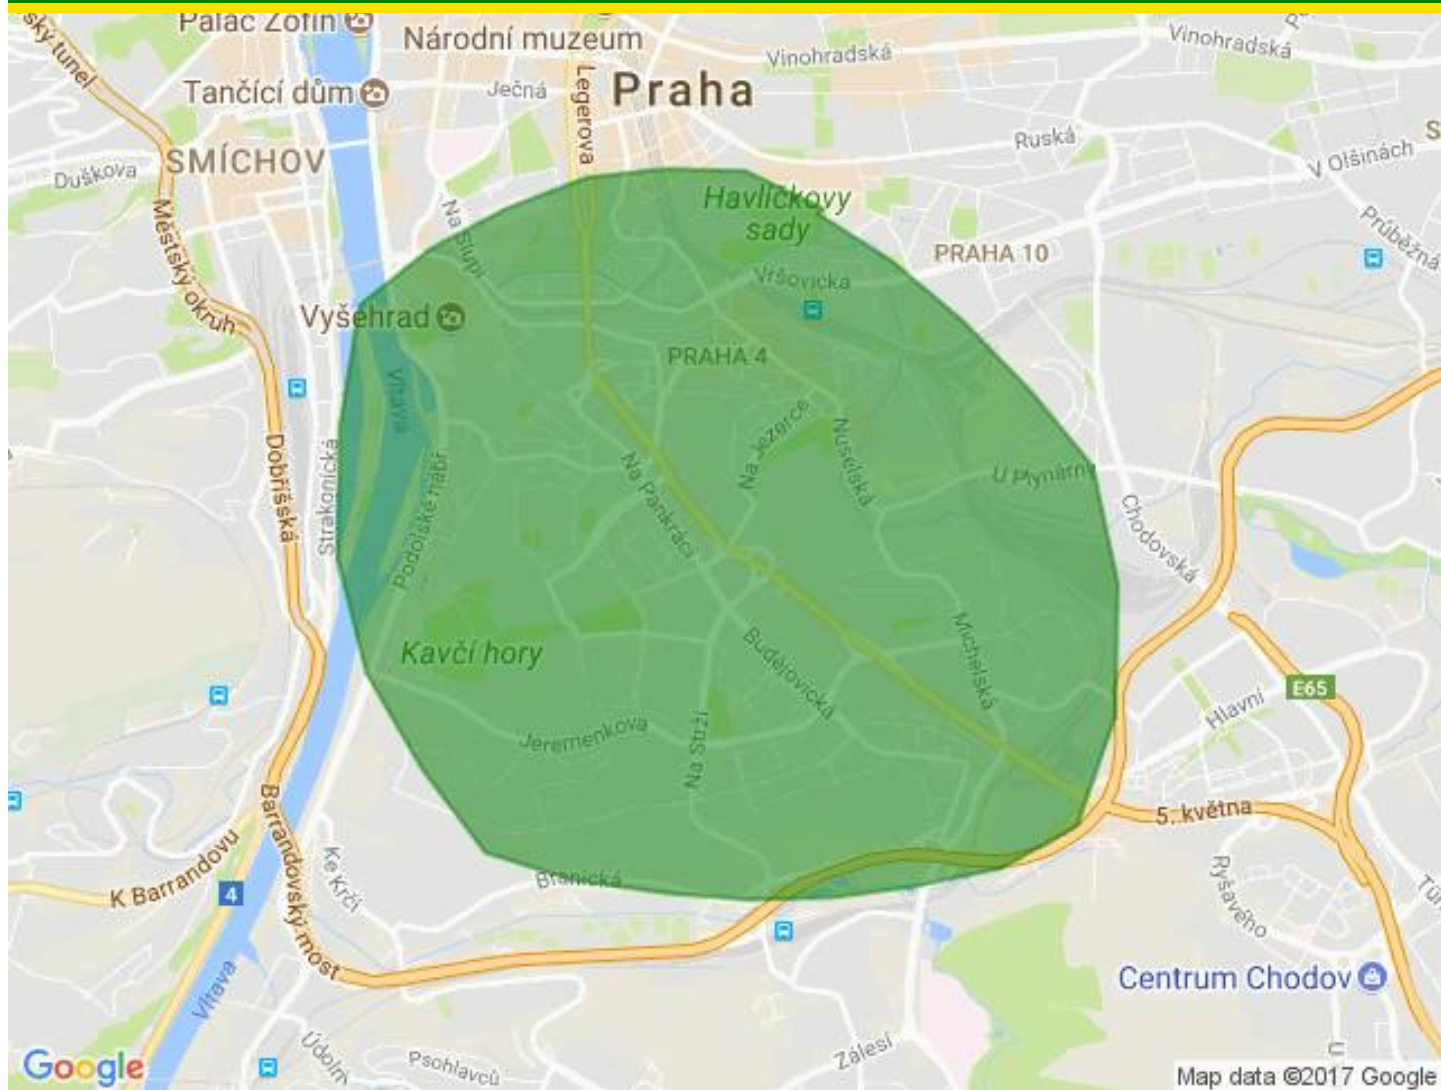 ský tunel
Palác Žofín
Národní muzeum
Vinohradská
Vinohradská
Tančící dům
Ječná
Legerova
Praha
Ruská
V Olšinách
SMÍCHOV
Duškova
Městský okruh
Na Slupi
Havlíčkovy
sady
PRAHA 10
Průběžná
Vršovická
Vyšehrad
PRAHA 4
Vltava
Na Jezerce
Nuselská
Dobříšská
Strakonická
Podolské nábř
Na Pankráci
U Plynárny
Chodovská
Kavčí hory
Budějovická
Michelská
E65
Hlavní
Jeremenkova
Na Strži
Barrandovský most
5. května
K Barrandovu
4
Ke Krči
Branická
Ryšavého
Vltava
Centrum Chodov
Údolní
Psohlavců
Zálesí
Google
Map data ©2017 Google